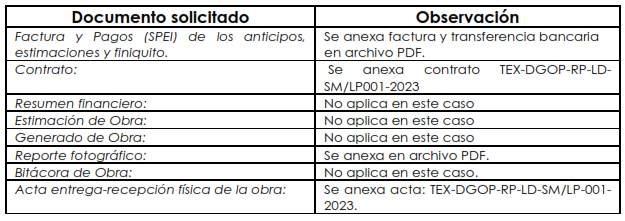 Documento solicitado Observación
Factura y Pagos (SPEI) de los anticipos, Se anexa factura y transferencia bancaria
estimaciones y finiquito. en archivo PDF.
Contrato: Se anexa contrato TEX-DGOP-RP-LD-
SM/LP001-2023
Resumen financiero: No aplica en este caso
Estimación de Obra: No aplica en este caso
Generado de Obra: No aplica en este caso
Reporte fotográfico: Se anexa en archivo PDF.
Bitácora de Obra: No aplica en este caso.
Acta entrega-recepción física de la obra: Se anexa acta: TEX-DGOP-RP-LD-SM/LP-001-
2023.